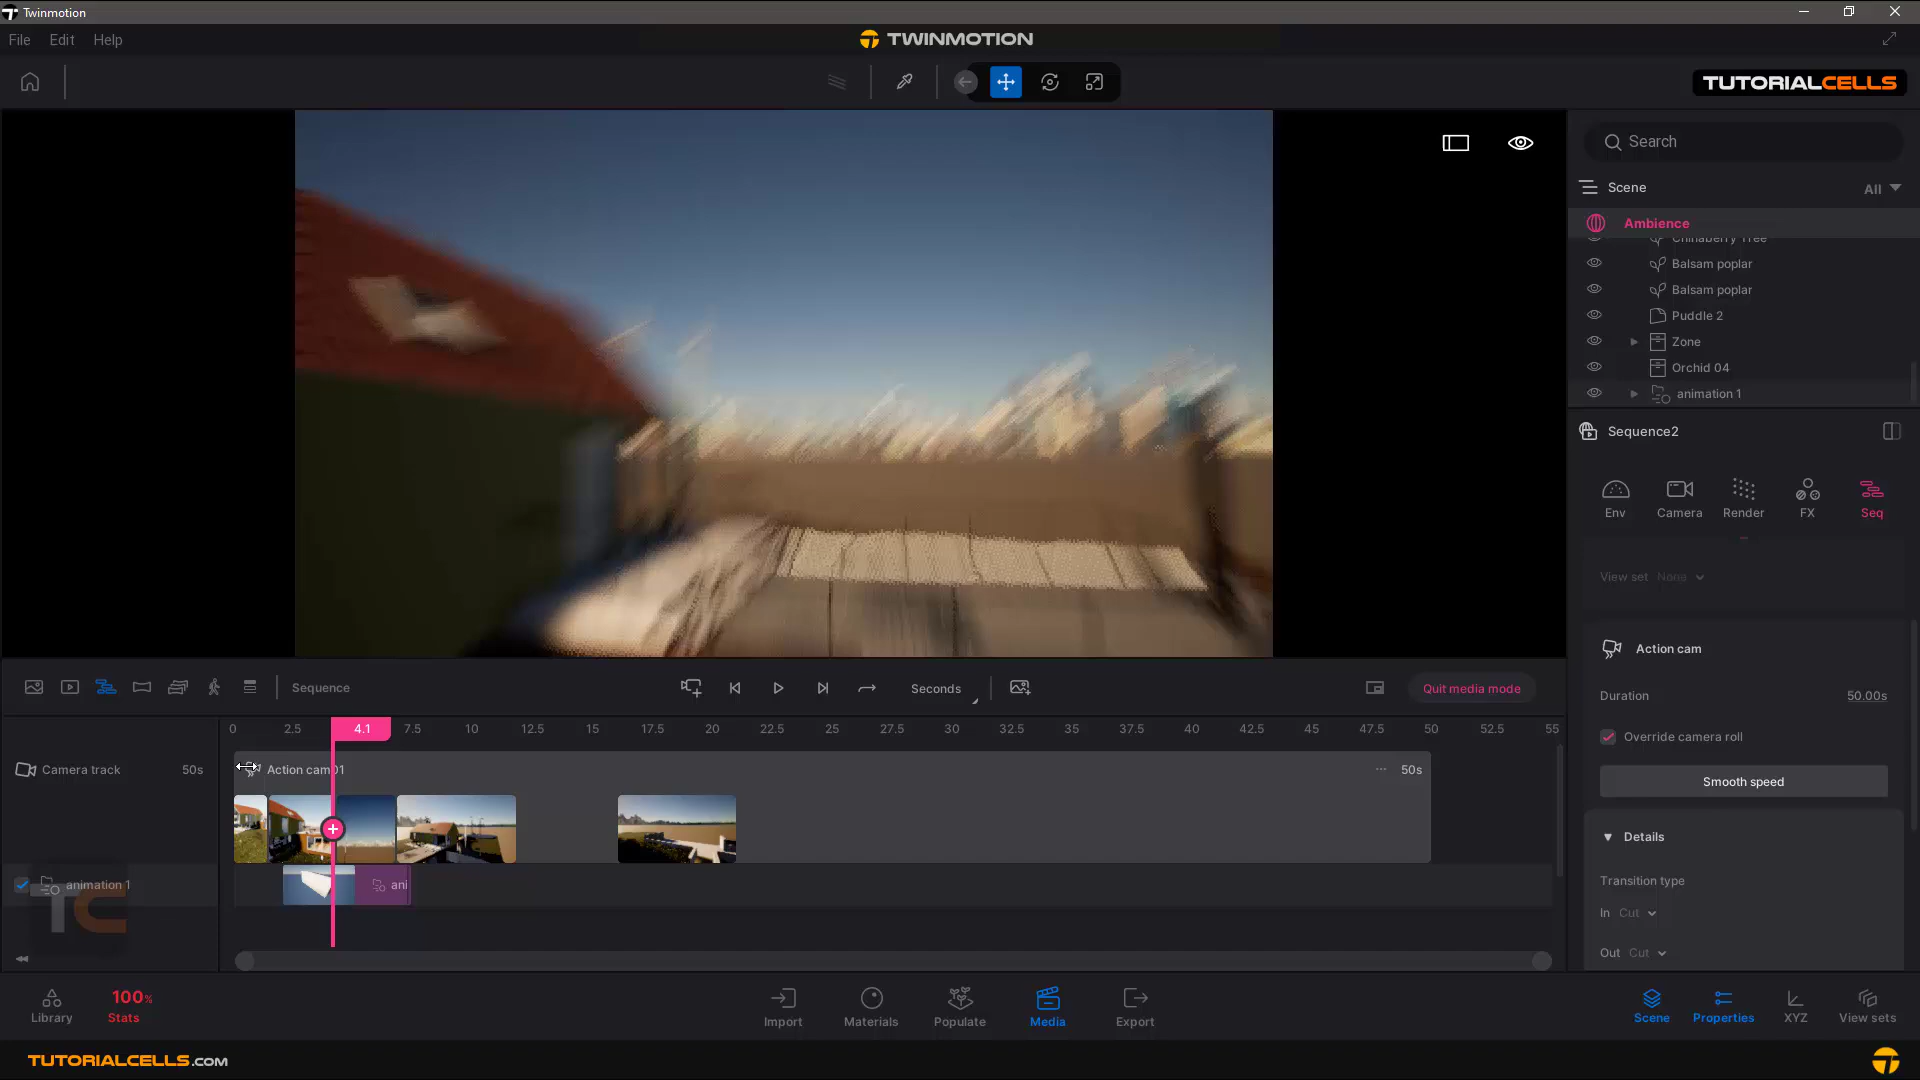 Twinmotion
File Edit Help
TWINMOTION
TUTORIALCELLS
Search
Scene
All
Ambience
Chinaberry Tree
Balsam poplar
Balsam poplar
Puddle 2
Zone
Orchid 04
animation 1
Sequence2
Env Camera Render FX Seq
View set None
Action cam
Duration 50.00s
Override camera roll
Smooth speed
Details
Transition type
In Cut
Out Cut
Sequence
Seconds
Quit media mode
0 2.5 4.1 7.5 10 12.5 15 17.5 20 22.5 25 27.5 30 32.5 35 37.5 40 42.5 45 47.5 50 52.5 55
Camera track 50s
Action cam 01
50s
animation 1
ani
TC
Library
100%
Stats
Import
Materials
Populate
Media
Export
Scene
Properties
XYZ
View sets
TUTORIALCELLS.COM